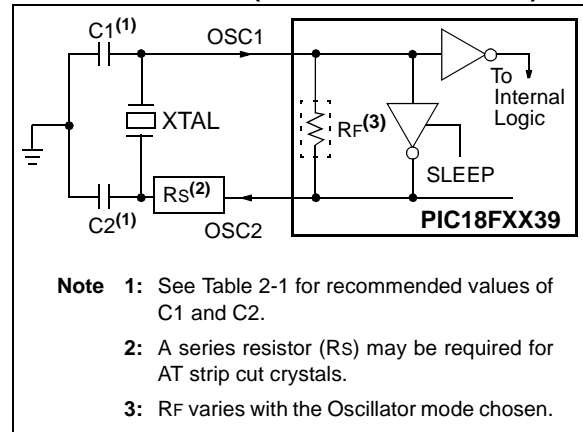 C1(1)
OSC1
To
Internal
Logic
XTAL
RF(3)
SLEEP
C2(1)
RS(2)
OSC2
PIC18FXX39
Note 1: See Table 2-1 for recommended values of
C1 and C2.
2: A series resistor (RS) may be required for
AT strip cut crystals.
3: RF varies with the Oscillator mode chosen.